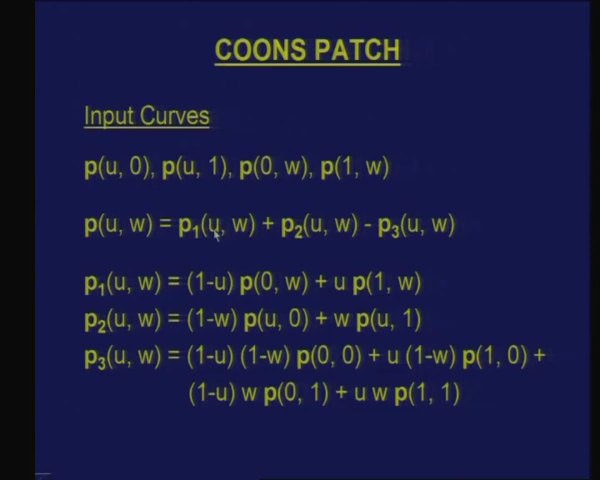 COONS PATCH
Input Curves
p(u, 0), p(u, 1), p(0, w), p(1, w)
p(u, w) = p₁(u, w) + p₂(u, w) - p₃(u, w)
p₁(u, w) = (1-u) p(0, w) + u p(1, w)
p₂(u, w) = (1-w) p(u, 0) + w p(u, 1)
p₃(u, w) = (1-u) (1-w) p(0, 0) + u (1-w) p(1, 0) +
(1-u) w p(0, 1) + u w p(1, 1)